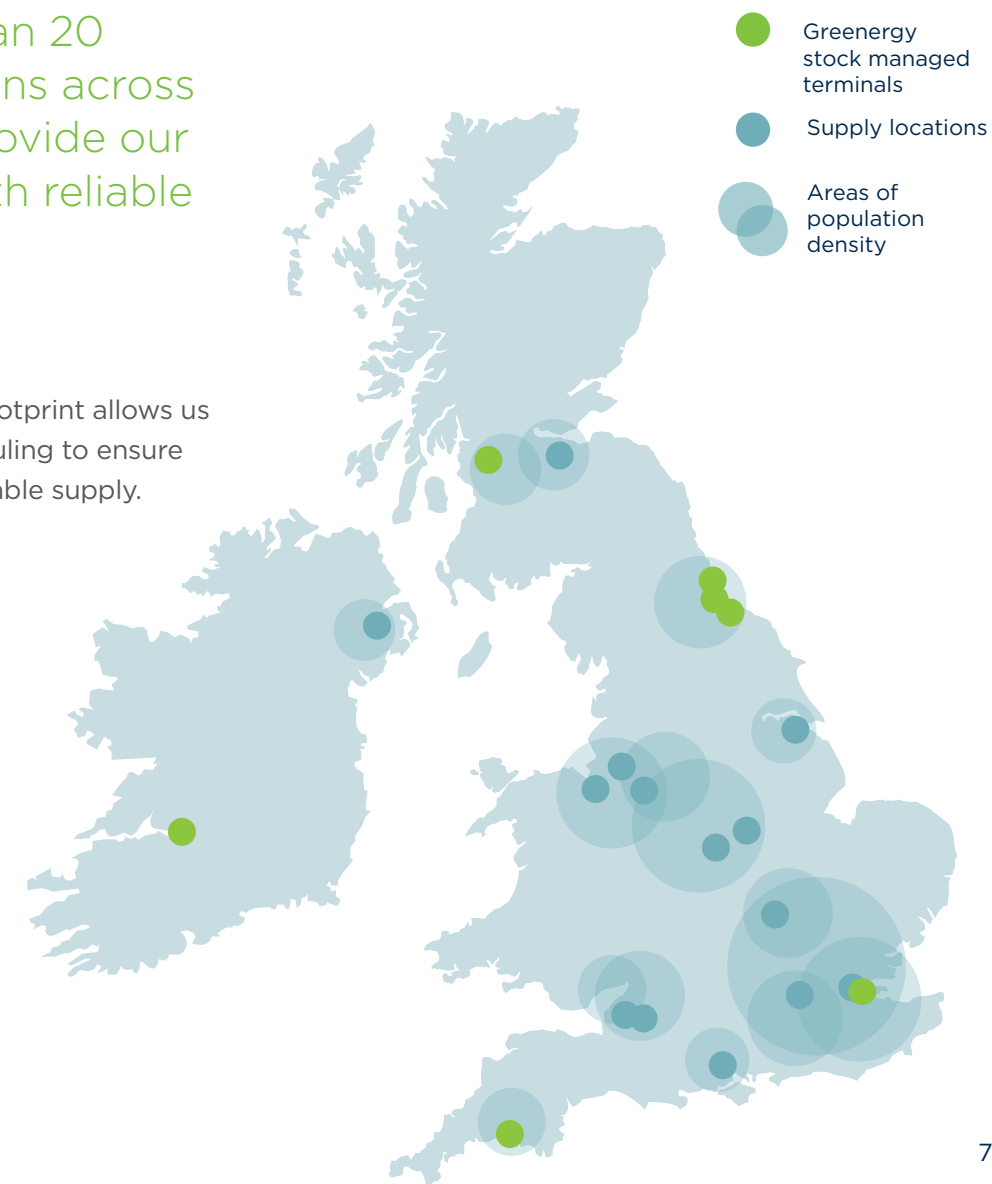 an 20
ns across
ovide our
th reliable
otprint allows us
uling to ensure
able supply.
Greenergy
stock managed
terminals
Supply locations
Areas of
population
density
7